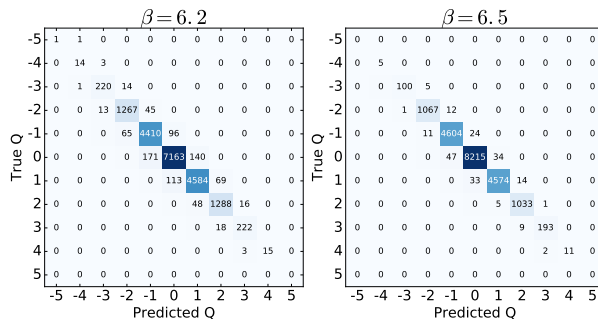 β=6.2
True Q
-5 1 1 0 0 0 0 0 0 0 0 0
-4 0 14 3 0 0 0 0 0 0 0 0
-3 0 1 220 14 0 0 0 0 0 0 0
-2 0 0 13 1267 45 0 0 0 0 0 0
-1 0 0 0 65 4410 96 0 0 0 0 0
0 0 0 0 0 171 7163 140 0 0 0 0
1 0 0 0 0 0 113 4584 69 0 0 0
2 0 0 0 0 0 0 48 1288 16 0 0
3 0 0 0 0 0 0 0 18 222 0 0
4 0 0 0 0 0 0 0 0 3 15 0
5 0 0 0 0 0 0 0 0 0 0 0
-5 -4 -3 -2 -1 0 1 2 3 4 5
Predicted Q
β=6.5
True Q
-5 0 0 0 0 0 0 0 0 0 0 0
-4 0 5 0 0 0 0 0 0 0 0 0
-3 0 0 100 5 0 0 0 0 0 0 0
-2 0 0 1 1067 12 0 0 0 0 0 0
-1 0 0 0 11 4604 24 0 0 0 0 0
0 0 0 0 0 47 8215 34 0 0 0 0
1 0 0 0 0 0 33 4574 14 0 0 0
2 0 0 0 0 0 0 5 1033 1 0 0
3 0 0 0 0 0 0 0 9 193 0 0
4 0 0 0 0 0 0 0 0 2 11 0
5 0 0 0 0 0 0 0 0 0 0 0
-5 -4 -3 -2 -1 0 1 2 3 4 5
Predicted Q